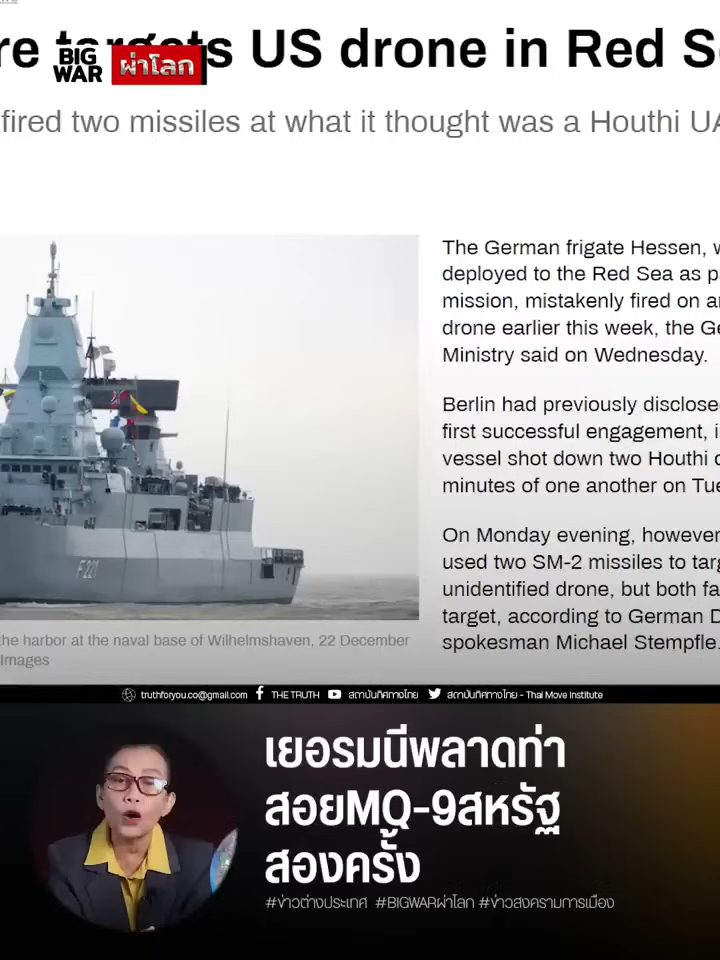 re targets US drone in Red S
BIG
WAR
ผ่าโลก
fired two missiles at what it thought was a Houthi UA
The German frigate Hessen, w
deployed to the Red Sea as p
mission, mistakenly fired on a
drone earlier this week, the Ge
Ministry said on Wednesday.
Berlin had previously disclose
first successful engagement, i
vessel shot down two Houthi
minutes of one another on Tue
On Monday evening, however
used two SM-2 missiles to tar
unidentified drone, but both fa
target, according to German D
spokesman Michael Stempfle.
F221
the harbor at the naval base of Wilhelmshaven, 22 December
Images
truthforyou.co@gmail.com THE TRUTH สถาบันทิศทางไทย สถาบันทิศทางไทย - Thai Move Institute
เยอรมนีพลาดท่า
สอยMQ-9สหรัฐ
สองครั้ง
#ข่าวต่างประเทศ #BIGWARผ่าโลก #ข่าวสงครามการเมือง